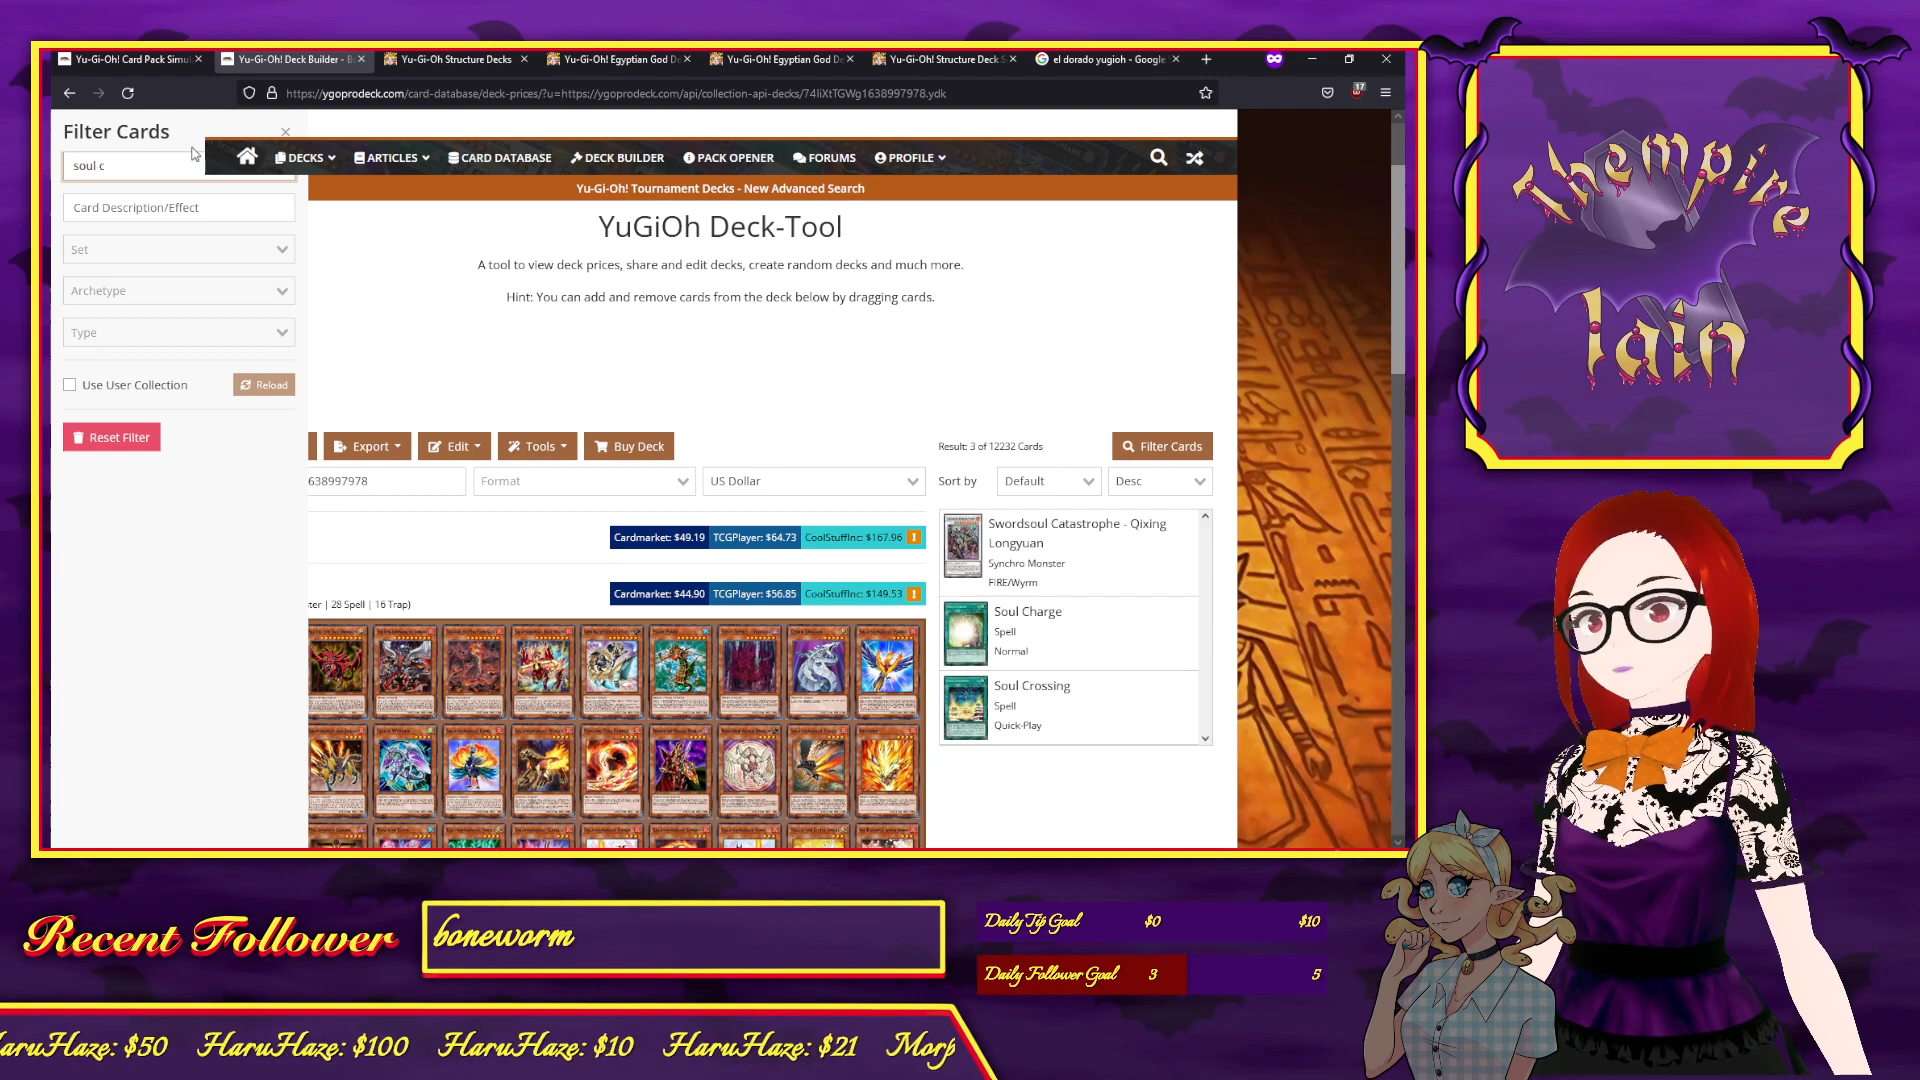 Yu-Gi-Oh! Card Pack Simul
Yu-Gi-Oh! Deck Builder - B
Yu-Gi-Oh Structure Decks
Yu-Gi-Oh! Egyptian God De
Yu-Gi-Oh! Egyptian God De
Yu-Gi-Oh! Structure Deck S
el dorado yugioh - Google
https://ygoprodeck.com/card-database/deck-prices/?u=https://ygoprodeck.com/api/collection-api-decks/74liXtTGWg1638997978.ydk
17
Filter Cards
soul c
Card Description/Effect
Set
Archetype
Type
Use User Collection
Reload
Reset Filter
DECKS
ARTICLES
CARD DATABASE
DECK BUILDER
PACK OPENER
FORUMS
PROFILE
Yu-Gi-Oh! Tournament Decks - New Advanced Search
YuGiOh Deck-Tool
A tool to view deck prices, share and edit decks, create random decks and much more.
Hint: You can add and remove cards from the deck below by dragging cards.
Export
Edit
Tools
Buy Deck
Result: 3 of 12232 Cards
Filter Cards
638997978
Format
US Dollar
Sort by
Default
Desc
Cardmarket: $49.19
TCGPlayer: $64.73
CoolStuffInc: $167.96
Cardmarket: $44.90
TCGPlayer: $56.85
CoolStuffInc: $149.53
ter | 28 Spell | 16 Trap)
Swordsoul Catastrophe - Qixing
Longyuan
Synchro Monster
FIRE/Wyrm
Soul Charge
Spell
Normal
Soul Crossing
Spell
Quick-Play
Thempire
Iain
Recent Follower
boneworm
Daily Tip Goal $0 $10
Daily Follower Goal 3 5
aruHaze: $50 HaruHaze: $100 HaruHaze: $10 HaruHaze: $21 Morp